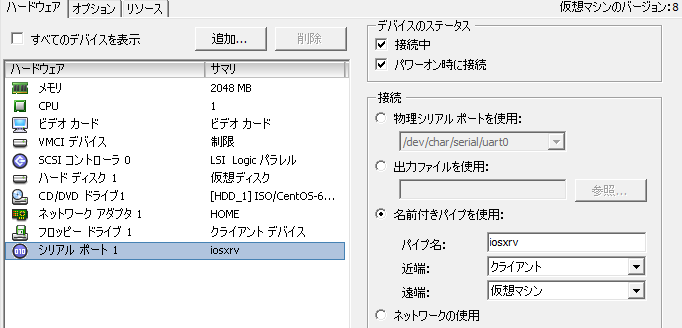 ハードウェア オプション リソース 仮想マシンのバージョン:8
すべてのデバイスを表示 追加... 削除
ハードウェア サマリ
メモリ 2048 MB
CPU 1
ビデオ カード ビデオ カード
VMCI デバイス 制限
SCSI コントローラ 0 LSI Logic パラレル
ハード ディスク 1 仮想ディスク
CD/DVD ドライブ1 [HDD_1] ISO/CentOS-6...
ネットワーク アダプタ 1 HOME
フロッピー ドライブ 1 クライアント デバイス
シリアル ポート 1 iosxrv
デバイスのステータス
接続中
パワーオン時に接続
接続
物理シリアル ポートを使用:
/dev/char/serial/uart0
出力ファイルを使用:
参照...
名前付きパイプを使用:
パイプ名: iosxrv
近端: クライアント
遠端: 仮想マシン
ネットワークの使用